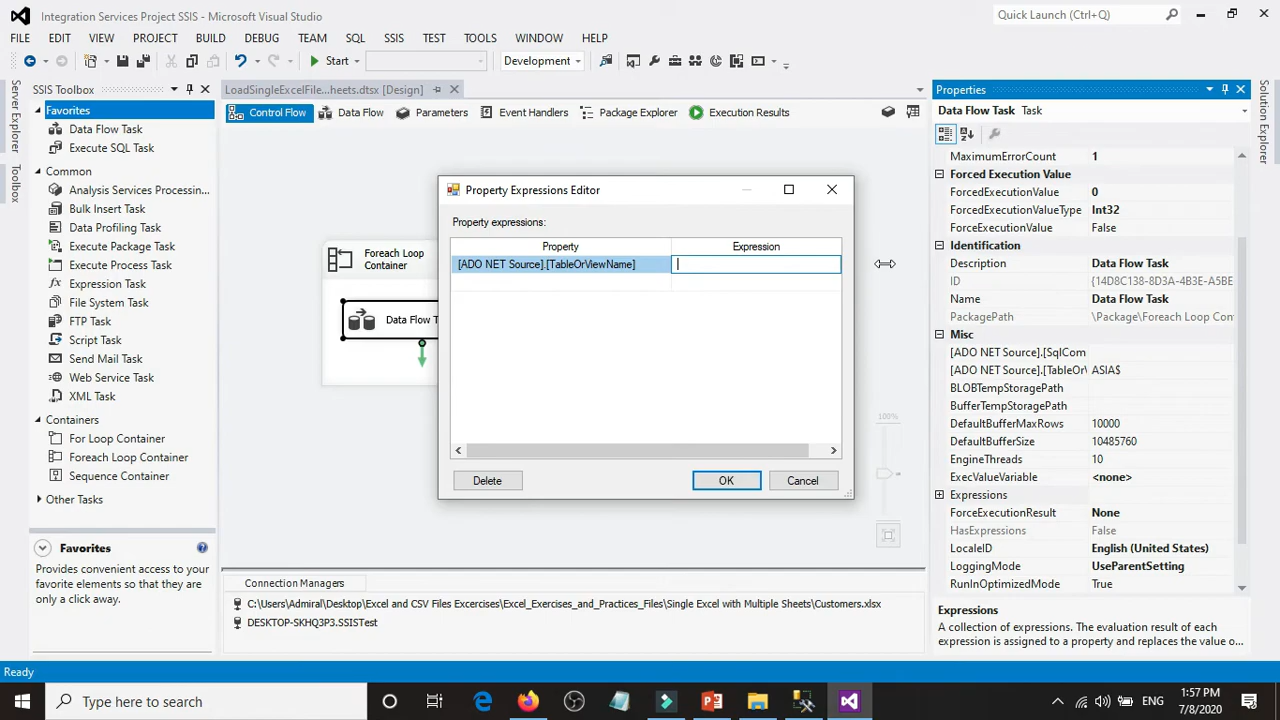 Integration Services Project SSIS - Microsoft Visual Studio
Quick Launch (Ctrl+Q)
FILE EDIT VIEW PROJECT BUILD DEBUG TEAM SQL SSIS TEST TOOLS WINDOW HELP
Start
Development
Server Explorer
Toolbox
SSIS Toolbox
Favorites
Data Flow Task
Execute SQL Task
Common
Analysis Services Processin...
Bulk Insert Task
Data Profiling Task
Execute Package Task
Execute Process Task
Expression Task
File System Task
FTP Task
Script Task
Send Mail Task
Web Service Task
XML Task
Containers
For Loop Container
Foreach Loop Container
Sequence Container
Other Tasks
Favorites
Provides convenient access to your
favorite elements so that they are
only a click away.
LoadSingleExcelFile...heets.dtsx [Design]
Control Flow Data Flow Parameters Event Handlers Package Explorer Execution Results
Foreach Loop
Container
Data Flow T
Property Expressions Editor
Property expressions:
Property Expression
[ADO NET Source].[TableOrViewName]
Delete OK Cancel
100%
Connection Managers
C:\Users\Admiral\Desktop\Excel and CSV Files Excercises\Excel_Exercises_and_Practices_Files\Single Excel with Multiple Sheets\Customers.xlsx
DESKTOP-SKHQ3P3.SSISTest
Properties
Data Flow Task Task
MaximumErrorCount 1
Forced Execution Value
ForcedExecutionValue 0
ForcedExecutionValueType Int32
ForceExecutionValue False
Identification
Description Data Flow Task
ID {14D8C138-8D3A-4B3E-A5BE
Name Data Flow Task
PackagePath \Package\Foreach Loop Cont
Misc
[ADO NET Source].[SqlCom
[ADO NET Source].[TableOrV ASIA$
BLOBTempStoragePath
BufferTempStoragePath
DefaultBufferMaxRows 10000
DefaultBufferSize 10485760
EngineThreads 10
ExecValueVariable <none>
Expressions
ForceExecutionResult None
HasExpressions False
LocaleID English (United States)
LoggingMode UseParentSetting
RunInOptimizedMode True
Expressions
A collection of expressions. The evaluation result of each
expression is assigned to a property and replaces the value o...
Solution Explorer
Ready
Type here to search
ENG
1:57 PM
7/8/2020